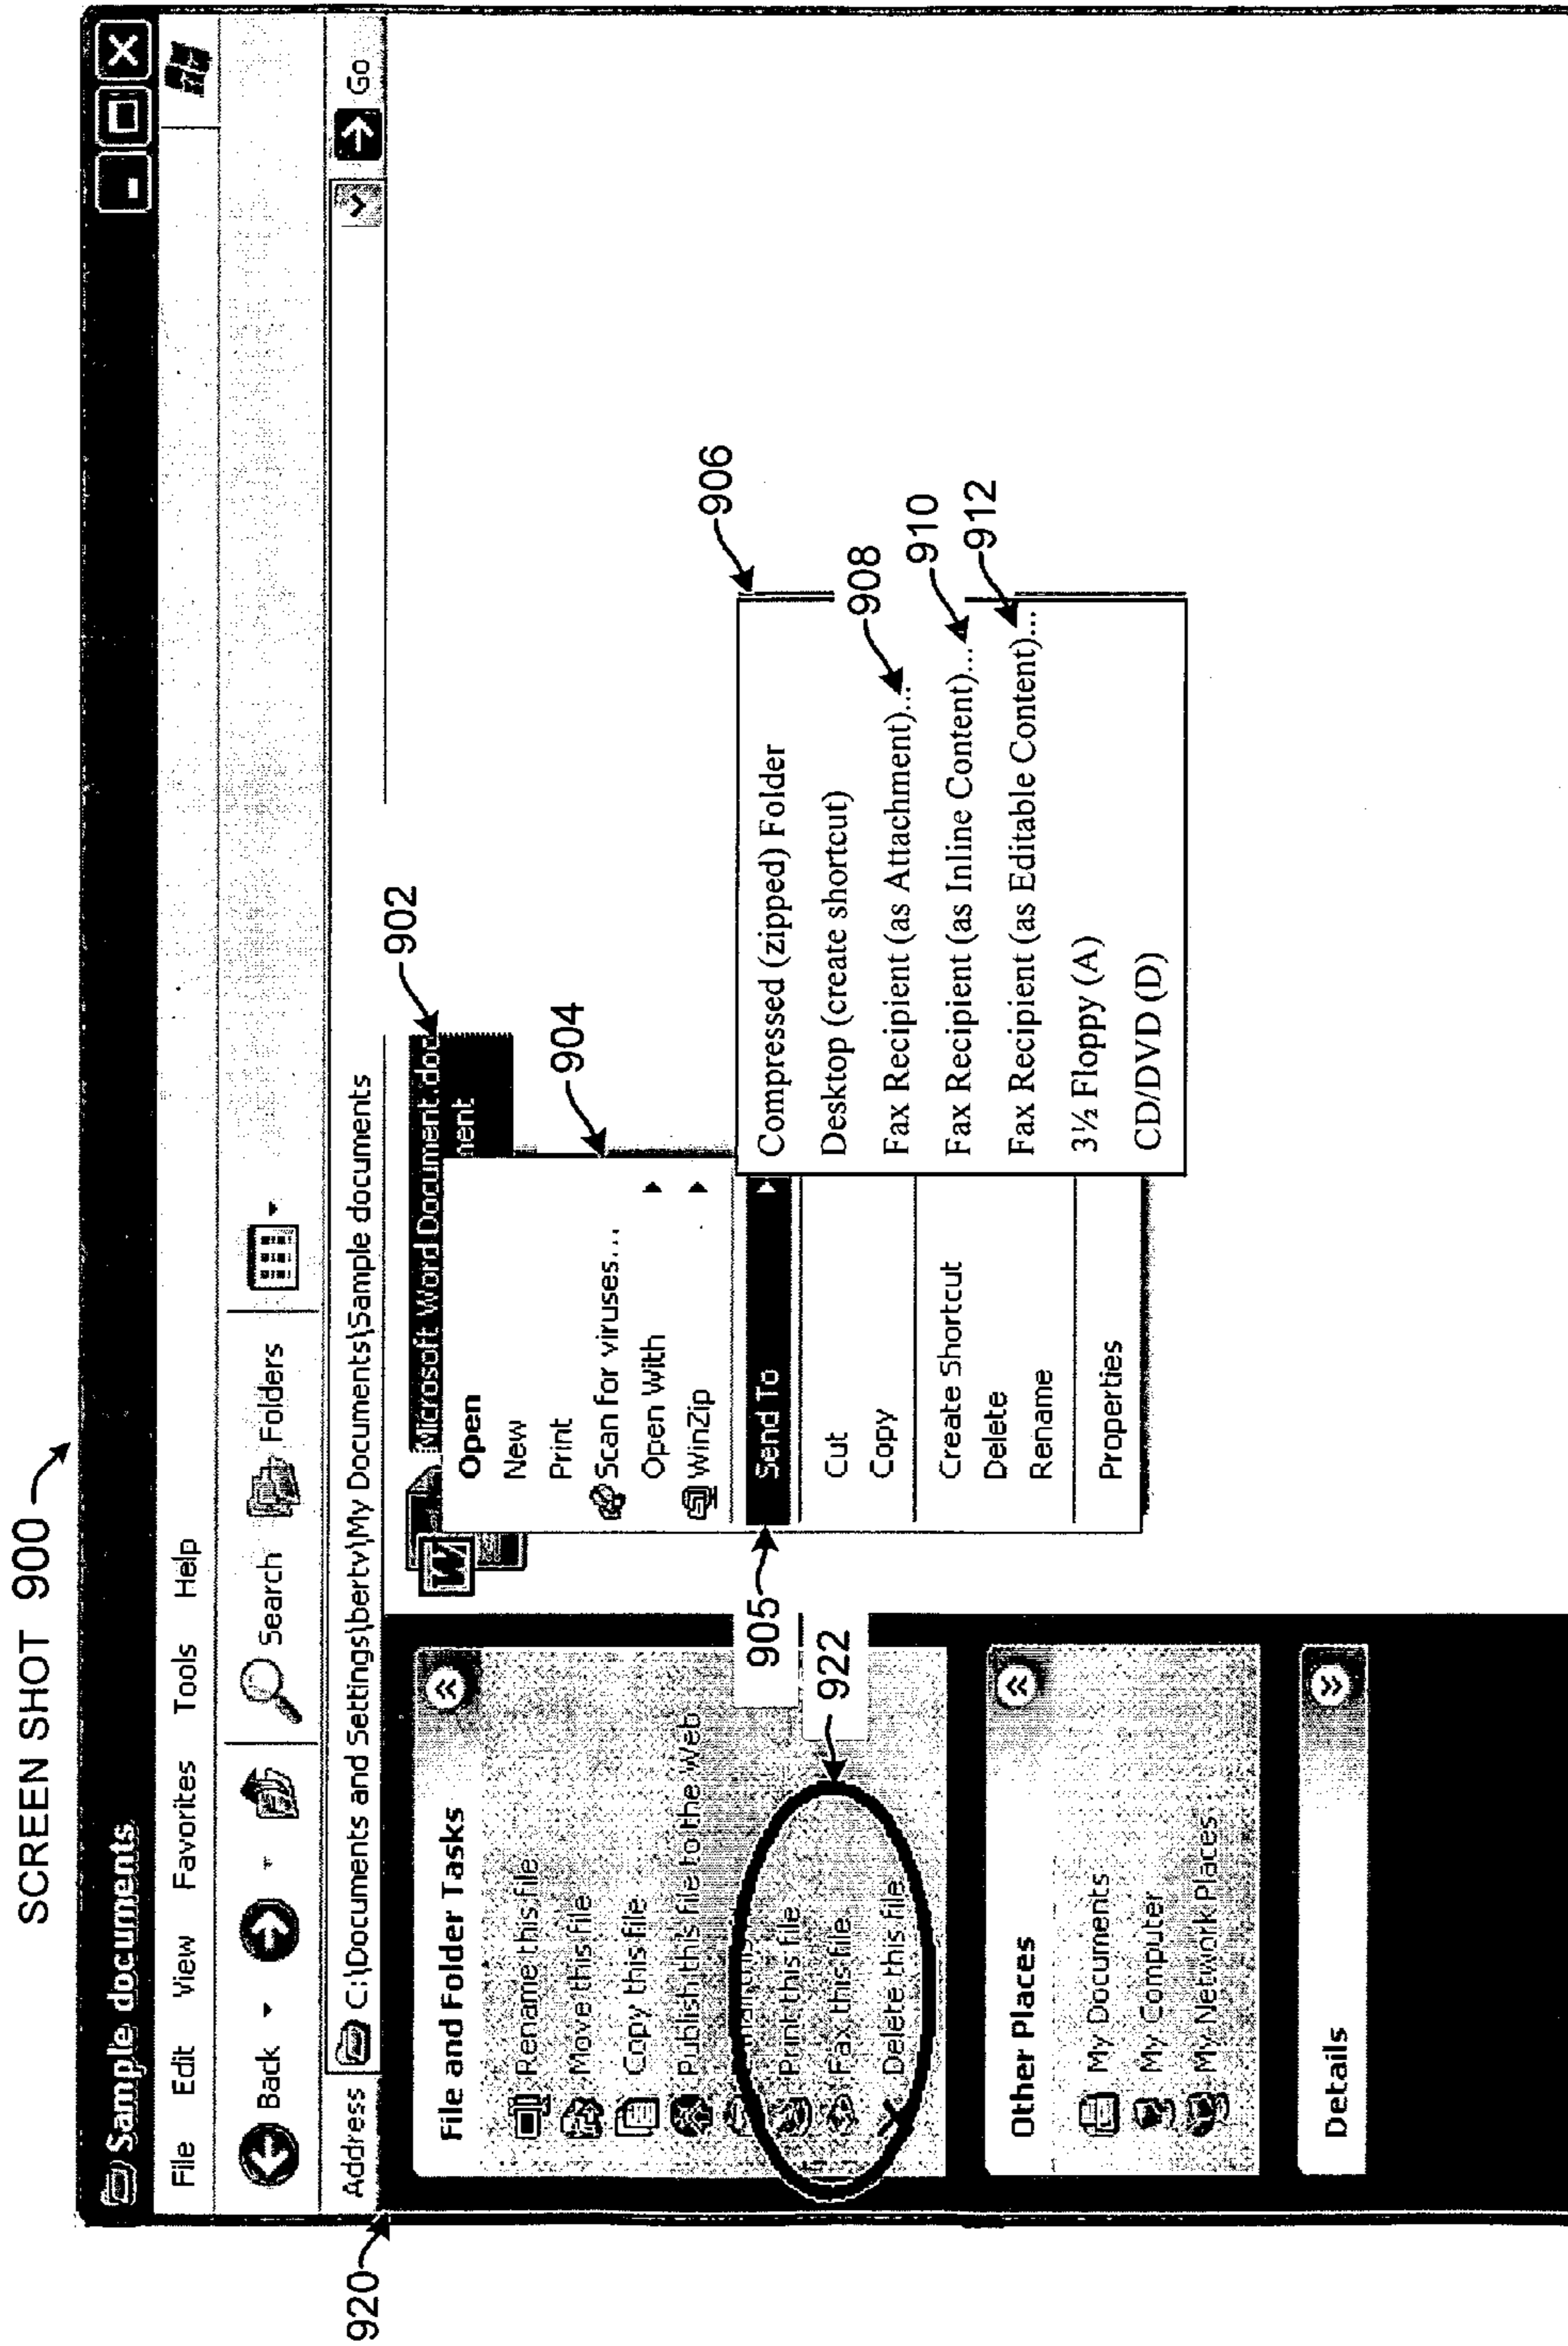 SCREEN SHOT 900
Sample documents
File Edit View Favorites Tools Help
Back Search Folders
Address C:\Documents and Settings\bertv\My Documents\Sample documents Go
920
File and Folder Tasks
Rename this file
Move this file
Copy this file
Publish this file to the Web
Print this file
Fax this file
Delete this file
905
922
Other Places
My Documents
My Computer
My Network Places
Details
Microsoft Word Document.doc
ment
902
904
Open
New
Print
Scan for viruses...
Open With
WinZip
Send To
Cut
Copy
Create Shortcut
Delete
Rename
Properties
906
Compressed (zipped) Folder
Desktop (create shortcut)
Fax Recipient (as Attachment)...
908
Fax Recipient (as Inline Content)...
910
Fax Recipient (as Editable Content)...
912
3½ Floppy (A)
CD/DVD (D)